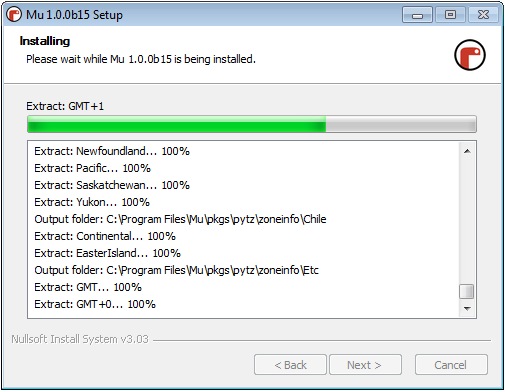 Mu 1.0.0b15 Setup
Installing
Please wait while Mu 1.0.0b15 is being installed.
Extract: GMT+1
Extract: Newfoundland... 100%
Extract: Pacific... 100%
Extract: Saskatchewan... 100%
Extract: Yukon... 100%
Output folder: C:\Program Files\Mu\pkgs\pytz\zoneinfo\Chile
Extract: Continental... 100%
Extract: EasterIsland... 100%
Output folder: C:\Program Files\Mu\pkgs\pytz\zoneinfo\Etc
Extract: GMT... 100%
Extract: GMT+0... 100%
Nullsoft Install System v3.03
< Back Next > Cancel